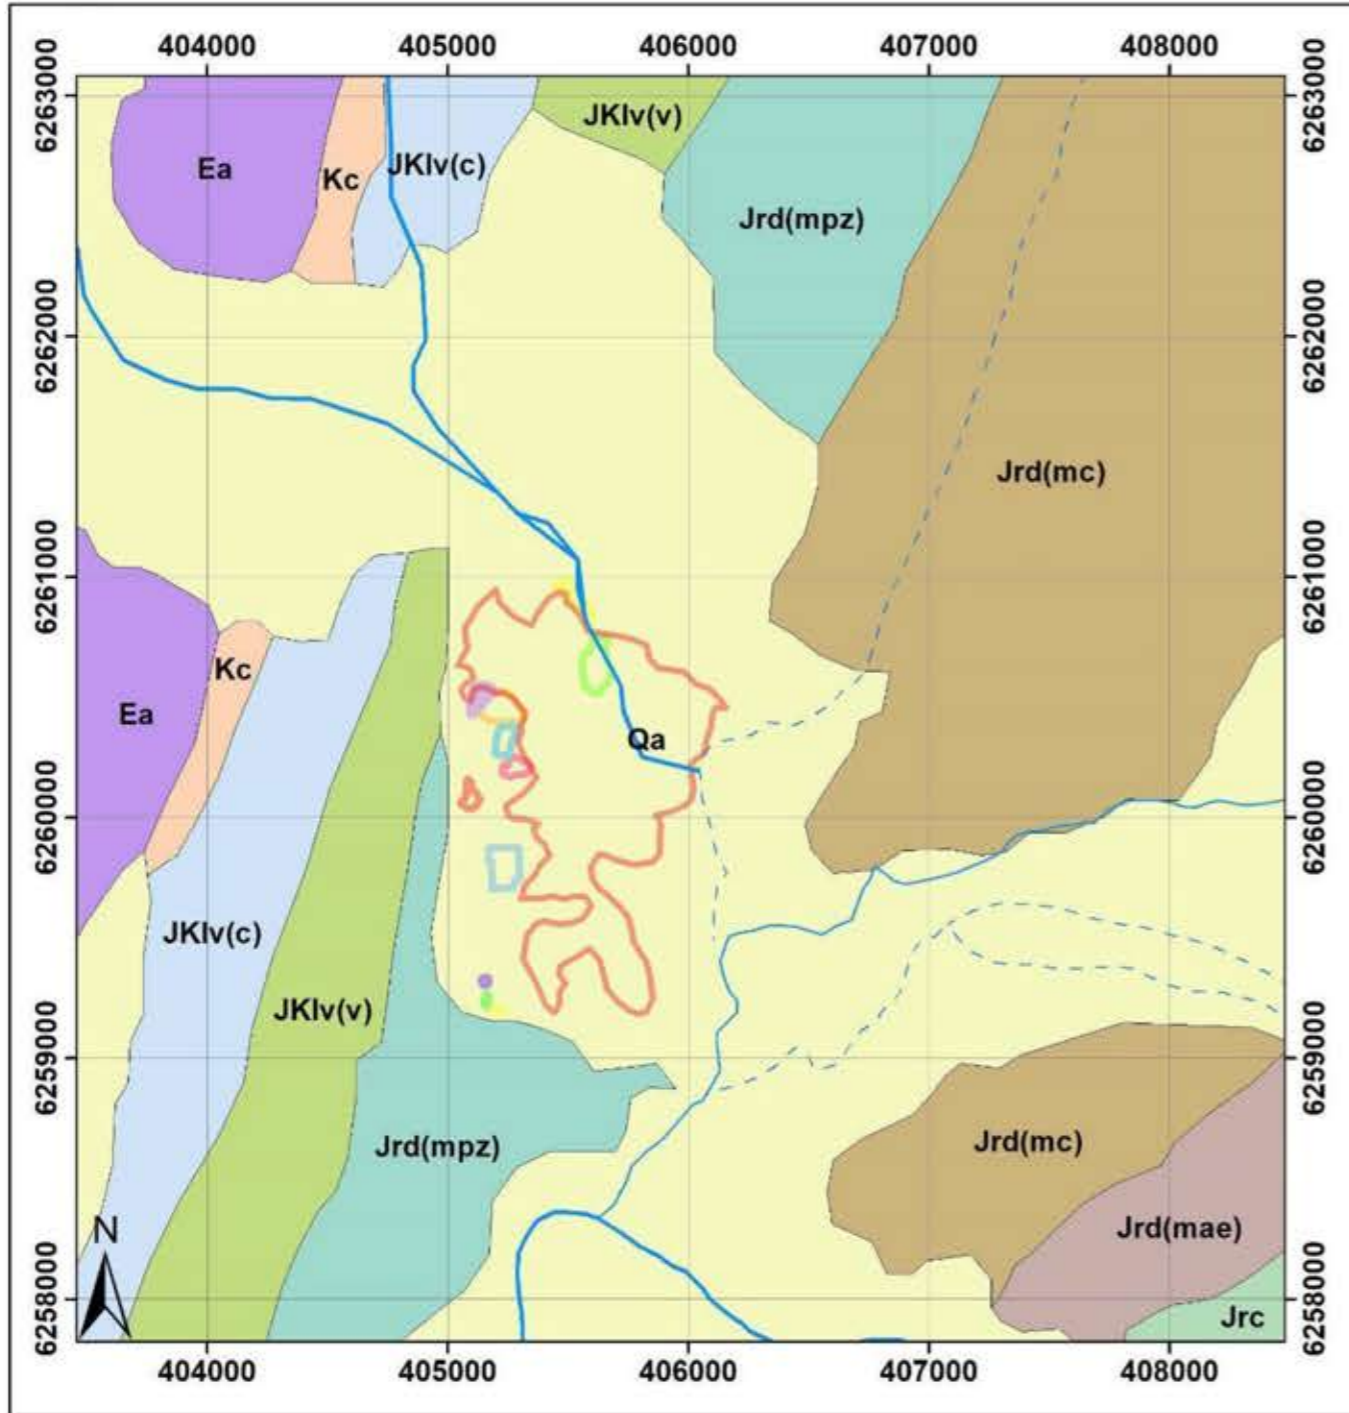 404000 405000 406000 407000 408000
6263000 6263000
JKlv(v)
Ea Kc JKlv(c)
Jrd(mpz)
6262000 6262000
Jrd(mc)
6261000 6261000
Kc
Ea
Qa
6260000 6260000
JKlv(c)
JKlv(v)
6259000 6259000
Jrd(mpz) Jrd(mc)
N Jrd(mae)
6258000 6258000
Jrc
404000 405000 406000 407000 408000